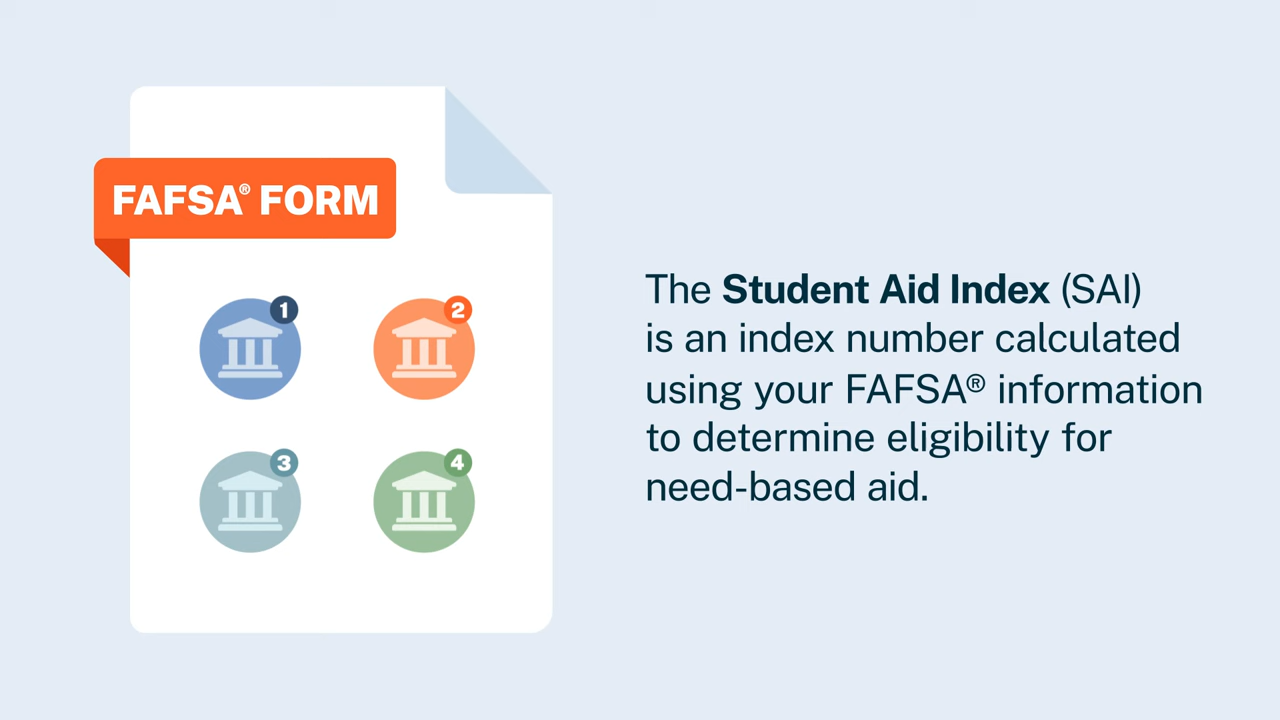 FAFSA® FORM
1
2
3
4
The Student Aid Index (SAI)
is an index number calculated
using your FAFSA® information
to determine eligibility for
need-based aid.